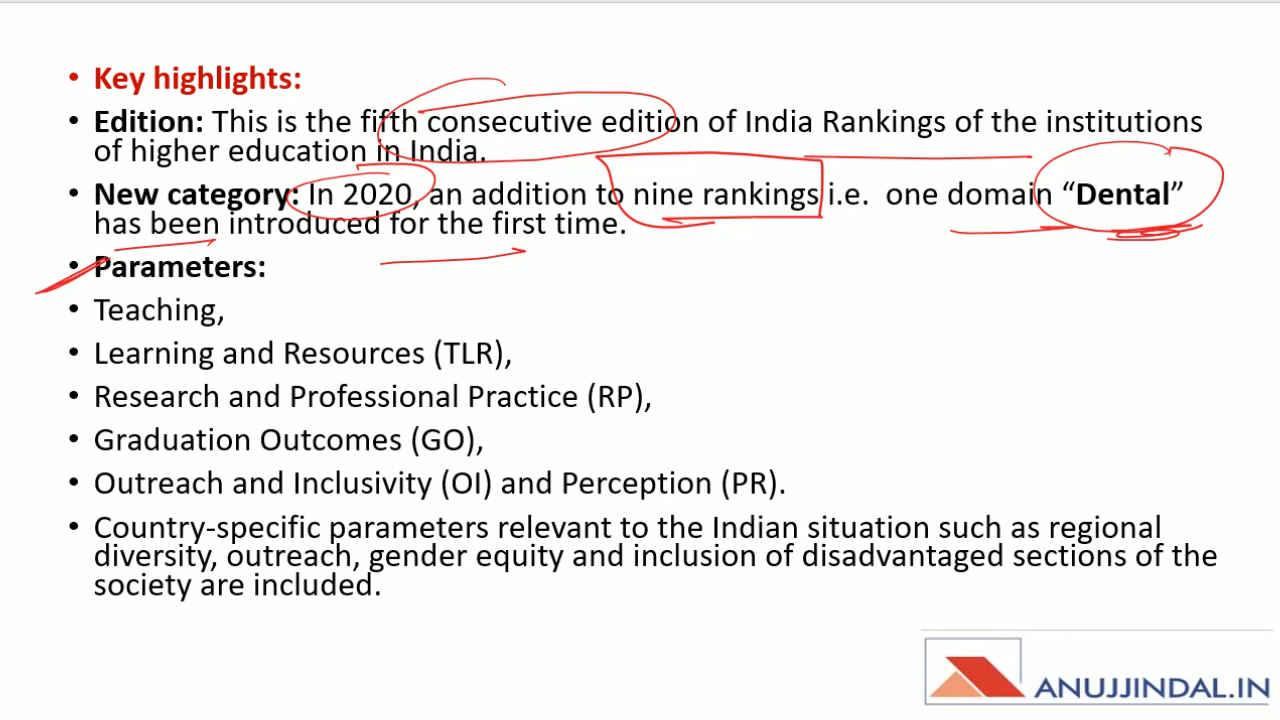 • Key highlights:
• Edition: This is the fifth consecutive edition of India Rankings of the institutions
of higher education in India.
• New category: In 2020, an addition to nine rankings i.e. one domain “Dental”
has been introduced for the first time.
• Parameters:
• Teaching,
• Learning and Resources (TLR),
• Research and Professional Practice (RP),
• Graduation Outcomes (GO),
• Outreach and Inclusivity (OI) and Perception (PR).
• Country-specific parameters relevant to the Indian situation such as regional
diversity, outreach, gender equity and inclusion of disadvantaged sections of the
society are included.
ANUJJINDAL.IN